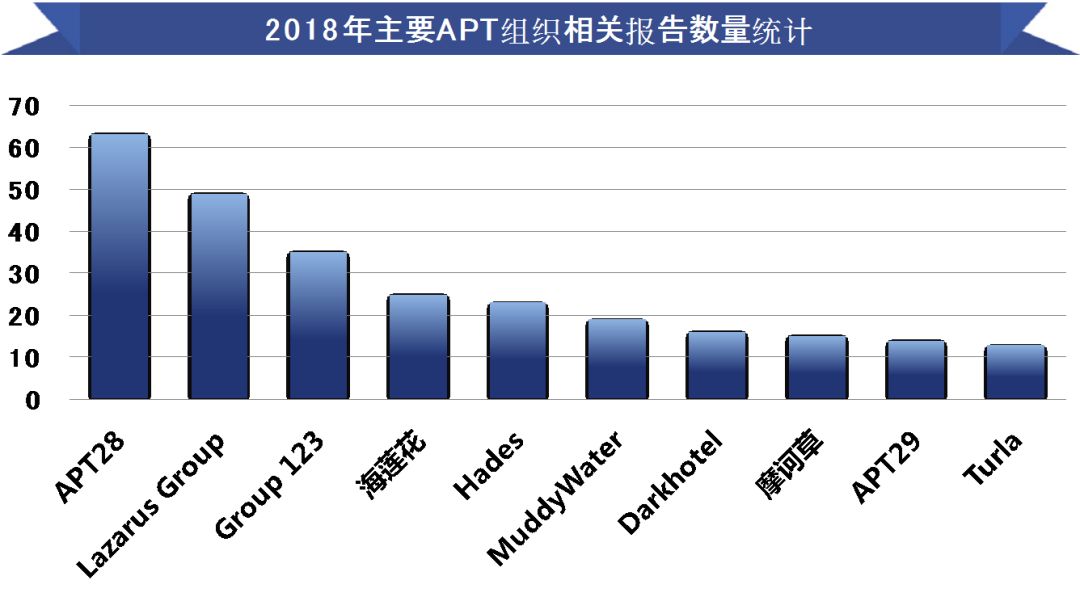 2018年主要APT组织相关报告数量统计
70
60
50
40
30
20
10
0
APT28
Lazarus Group
Group 123
海莲花
Hades
MuddyWater
Darkhotel
摩诃草
APT29
Turla